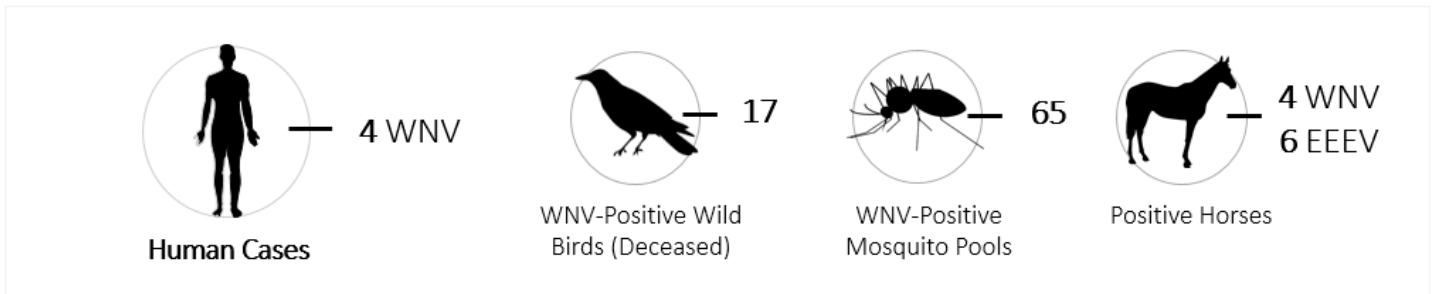 4 WNV
Human Cases
17
WNV-Positive Wild
Birds (Deceased)
65
WNV-Positive
Mosquito Pools
4 WNV
6 EEEV
Positive Horses